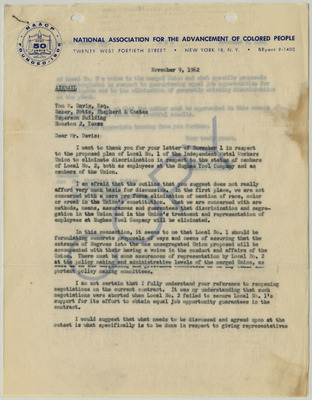 NAACP
50
FOUNDED 1909
NATIONAL ASSOCIATION FOR THE ADVANCEMENT OF COLORED PEOPLE
TWENTY WEST FORTIETH STREET • NEW YORK 18, N. Y. • BRyant 9-1400
November 9, 1962
AIRMAIL
Tom M. Davis, Esq.
Baker, Botts, Shepherd & Coates
Esperson Building
Houston 2, Texas
Dear Mr. Davis:
I want to thank you for your letter of November 1 in respect
to the proposed plan of Local No. 1 of the Independent Metal Workers
Union to eliminate discrimination in respect to the status of members
of Local No. 2, both as employees at the Hughes Tool Company and as
members of the Union.
I am afraid that the outline that you suggest does not really
afford very much basis for discussion. In the first place, we are not
concerned with a mere pro forma elimination of mention of race, color
or creed in the Union's constitution. What we are concerned with are
methods, means, assurances and guarantees that discrimination and segre-
gation in the Union and in the Union's treatment and representation of
employees at Hughes Tool Company will be eliminated.
In this connection, it seems to me that Local No. 1 should be
formulating concrete proposals of ways and means of assuring that the
entrance of Negroes into the one unsegregated Union proposed will be
accompanied with their having a voice in the conduct and affairs of the
Union. There must be some assurances of representation by Local No. 2
at the policy making and administrative levels of the merged Union, as
portant policy making committees.
I am not certain that I fully understand your reference to reopening
negotiations on the current contract. It was my understanding that such
negotiations were aborted when Local No. 2 failed to secure Local No. 1's
support for its effort to obtain equal job opportunity guarantees in the
contract.
I would suggest that what needs to be discussed and agreed upon at the
outset is what specifically is to be done in respect to giving representatives
COPY